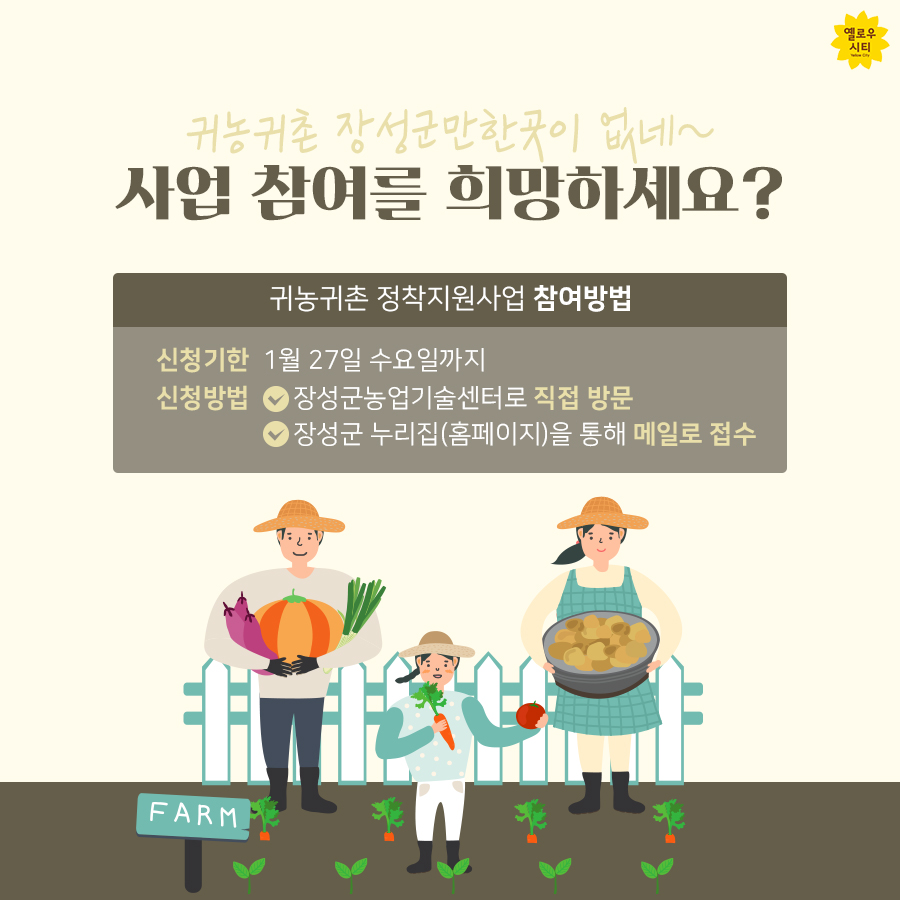 옐로우
시티
Yellow City
귀농귀촌 장성군만한곳이 없네~
사업 참여를 희망하세요?
귀농귀촌 정착지원사업 참여방법
신청기한 1월 27일 수요일까지
신청방법 장성군농업기술센터로 직접 방문
장성군 누리집(홈페이지)을 통해 메일로 접수
FARM